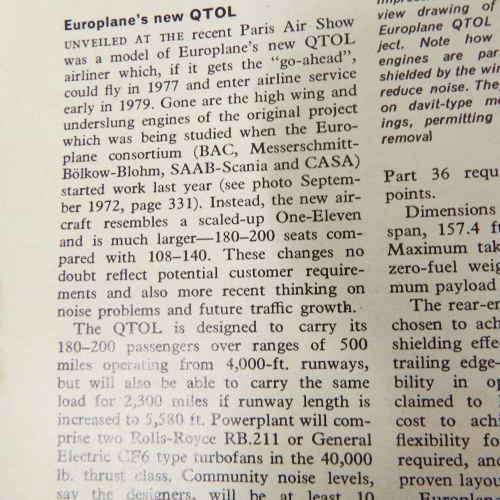 Europlane's new QTOL
UNVEILED AT THE recent Paris Air Show
was a model of Europlane's new QTOL
airliner which, if it gets the "go-ahead",
could fly in 1977 and enter airline service
early in 1979. Gone are the high wing and
underslung engines of the original project
which was being studied when the Euro-
plane consortium (BAC, Messerschmitt-
Bölkow-Blohm, SAAB-Scania and CASA)
started work last year (see photo Septem-
ber 1972, page 331). Instead, the new air-
craft resembles a scaled-up One-Eleven
and is much larger—180-200 seats com-
pared with 108-140. These changes no
doubt reflect potential customer require-
ments and also more recent thinking on
noise problems and future traffic growth.
The QTOL is designed to carry its
180-200 passengers over ranges of 500
miles operating from 4,000-ft. runways,
but will also be able to carry the same
load for 2,300 miles if runway length is
increased to 5,580 ft. Powerplant will com-
prise two Rolls-Royce RB.211 or General
Electric CF6 type turbofans in the 40,000
lb. thrust class. Community noise levels,
say the designers, will be at least 10
view drawing of
Europlane QTOL
ject. Note how
engines are par
shielded by the wi
reduce noise. The
on davit-type m
ings, permitting
removal
Part 36 requ
points.
Dimensions
span, 157.4 f
Maximum tak
zero-fuel weig
mum payload
The rear-en
chosen to ach
shielding effe
trailing edge-
bility in op
claimed to
cost to achi
flexibility fo
required, and
proven layou